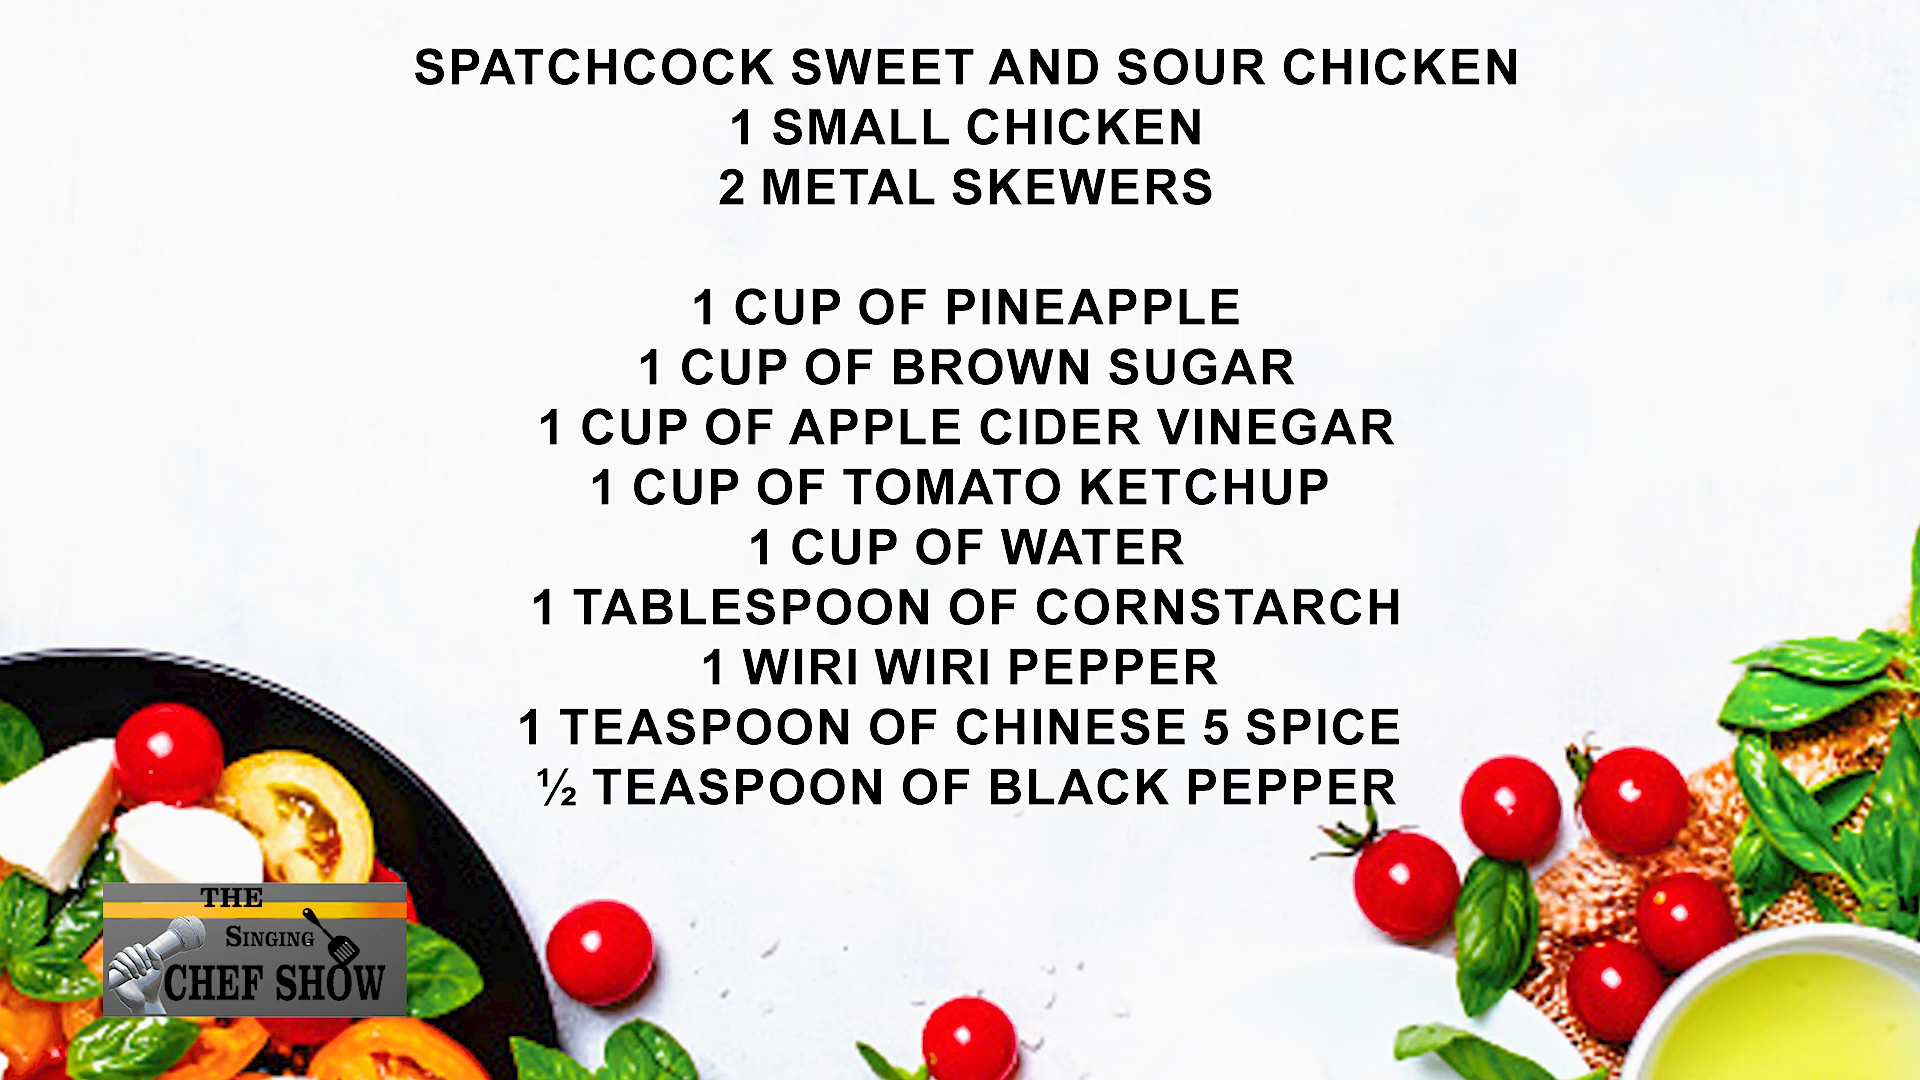 SPATCHCOCK SWEET AND SOUR CHICKEN
1 SMALL CHICKEN
2 METAL SKEWERS
1 CUP OF PINEAPPLE
1 CUP OF BROWN SUGAR
1 CUP OF APPLE CIDER VINEGAR
1 CUP OF TOMATO KETCHUP
1 CUP OF WATER
1 TABLESPOON OF CORNSTARCH
1 WIRI WIRI PEPPER
1 TEASPOON OF CHINESE 5 SPICE
½ TEASPOON OF BLACK PEPPER
THE
SINGING
CHEF SHOW